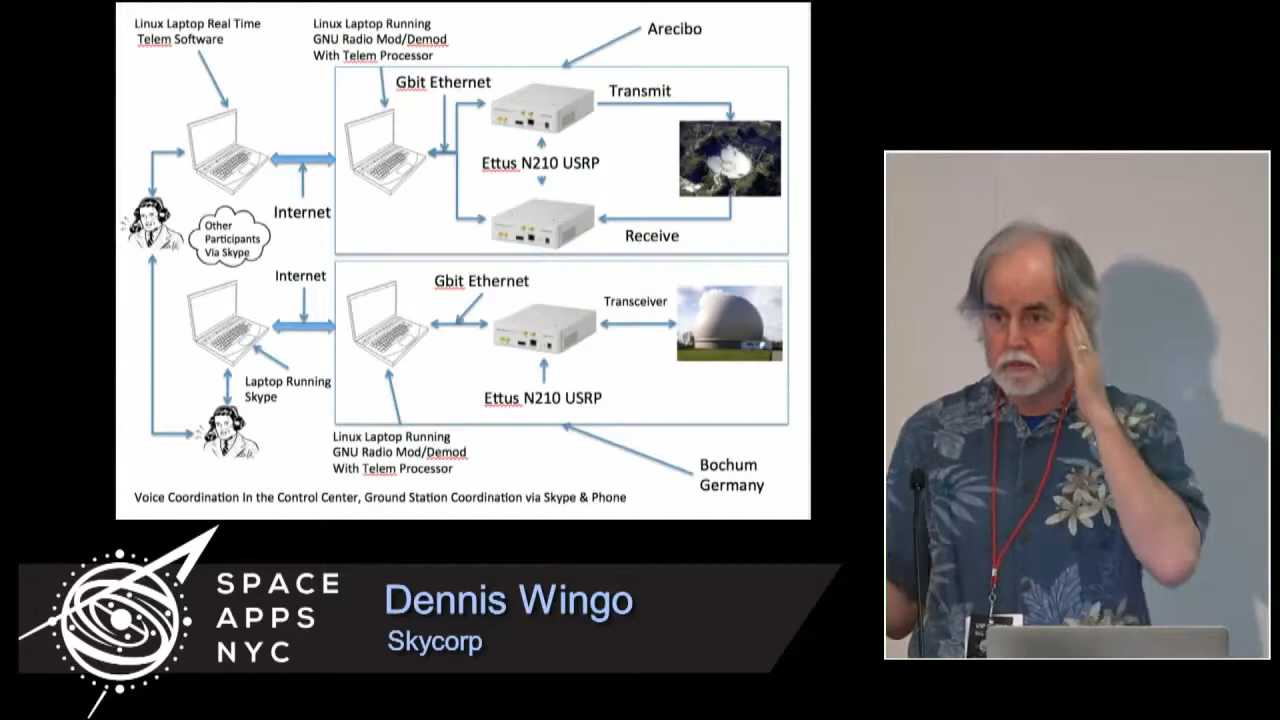 Linux Laptop Real Time
Telem Software
Linux Laptop Running
GNU Radio Mod/Demod
With Telem Processor
Arecibo
Gbit Ethernet
Transmit
Ettus N210 USRP
Internet
Other
Participants
Via Skype
Receive
Internet
Gbit Ethernet
Transceiver
Laptop Running
Skype
Ettus N210 USRP
Linux Laptop Running
GNU Radio Mod/Demod
With Telem Processor
Bochum
Germany
Voice Coordination In the Control Center, Ground Station Coordination via Skype & Phone
SPACE
APPS
NYC
Dennis Wingo
Skycorp